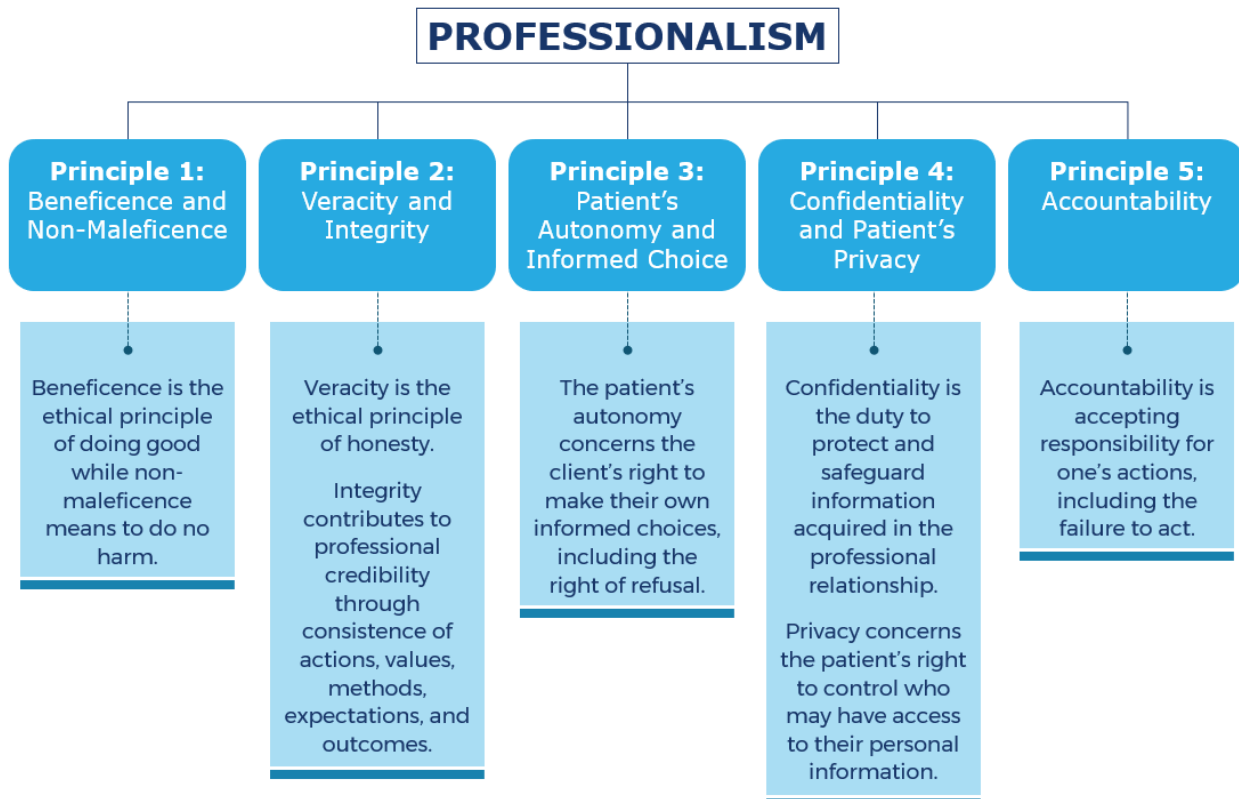 PROFESSIONALISM
Principle 1:
Beneficence and
Non-Maleficence
Principle 2:
Veracity and
Integrity
Principle 3:
Patient’s
Autonomy and
Informed Choice
Principle 4:
Confidentiality
and Patient’s
Privacy
Principle 5:
Accountability
Beneficence is the
ethical principle
of doing good
while non-
maleficence
means to do no
harm.
Veracity is the
ethical principle
of honesty.
Integrity
contributes to
professional
credibility
through
consistence of
actions, values,
methods,
expectations, and
outcomes.
The patient’s
autonomy
concerns the
client’s right to
make their own
informed choices,
including the
right of refusal.
Confidentiality is
the duty to
protect and
safeguard
information
acquired in the
professional
relationship.
Privacy concerns
the patient’s right
to control who
may have access
to their personal
information.
Accountability is
accepting
responsibility for
one’s actions,
including the
failure to act.